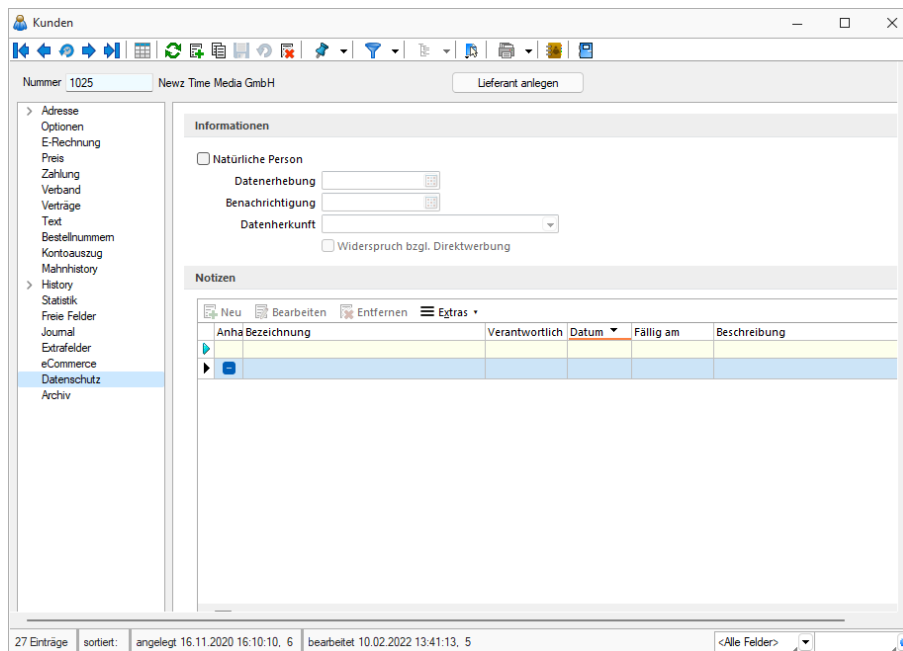 Kunden
Nummer 1025 Newz Time Media GmbH Lieferant anlegen
Adresse
Optionen
E-Rechnung
Preis
Zahlung
Verband
Verträge
Text
Bestellnummern
Kontoauszug
Mahnhistory
History
Statistik
Freie Felder
Journal
Extrafelder
eCommerce
Datenschutz
Archiv
Informationen
Natürliche Person
Datenerhebung
Benachrichtigung
Datenherkunft
Widerspruch bzgl. Direktwerbung
Notizen
Neu Bearbeiten Entfernen Extras
Anha Bezeichnung Verantwortlich Datum Fällig am Beschreibung
27 Einträge sortiert: angelegt 16.11.2020 16:10:10, 6 bearbeitet 10.02.2022 13:41:13, 5 <Alle Felder>